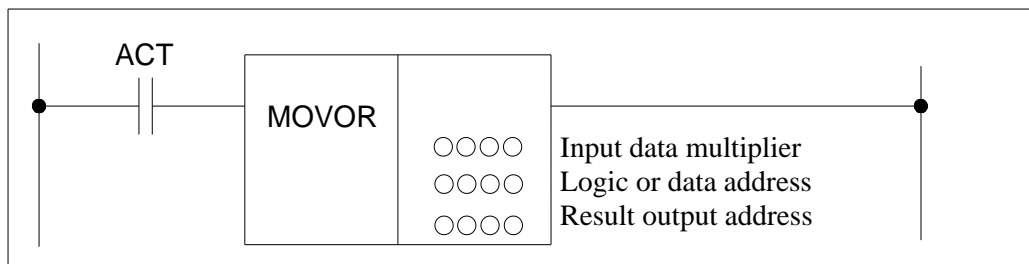 ACT
MOVOR
○○○○ Input data multiplier
○○○○ Logic or data address
○○○○ Result output address